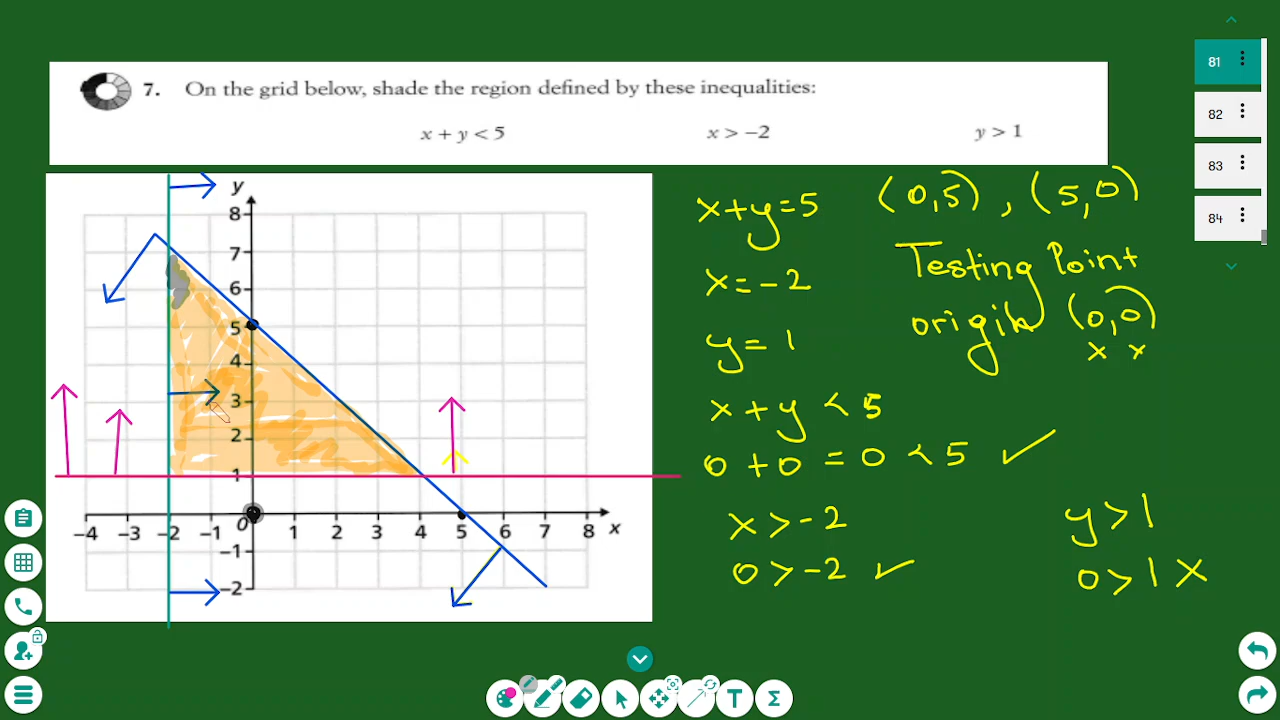 7. On the grid below, shade the region defined by these inequalities:
x + y < 5 x > −2 y > 1
81
82
83
84
y
8
7
6
5
4
3
2
1
−4 −3 −2 −1 0 1 2 3 4 5 6 7 8 x
−1
−2
x+y=5 (0,5), (5,0)
x=-2
y=1
Testing Point
origin (0,0)
x x
x+y<5
0+0=0<5 ✓
x>-2
0>-2 ✓
y>1
0>1 X
T
Σ